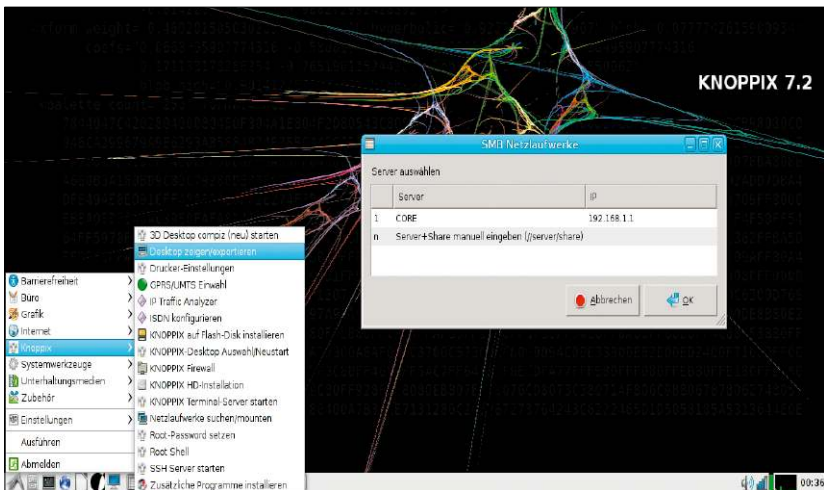 KNOPPIX 7.2
SMB Netzlaufwerke
Server auswählen
Server IP
1 CORE 192.168.1.1
n Server+Share manuell eingeben (//server/share)
Abbrechen OK
3D Desktop compiz (neu) starten
Desktop zeigen/exportieren
Drucker-Einstellungen
GPRS/UMTS Einwahl
IP Traffic Analyzer
ISDN konfigurieren
KNOPPIX auf Flash-Disk installieren
KNOPPIX-Desktop Auswahl/Neustart
KNOPPIX Firewall
KNOPPIX HD-Installation
KNOPPIX Terminal-Server starten
Netzlaufwerke suchen/mounten
Root-Password setzen
Root Shell
SSH Server starten
Zusätzliche Programme installieren
Barrierefreiheit
Büro
Grafik
Internet
Knoppix
Systemwerkzeuge
Unterhaltungsmedien
Zubehör
Einstellungen
Ausführen
Abmelden
00:36